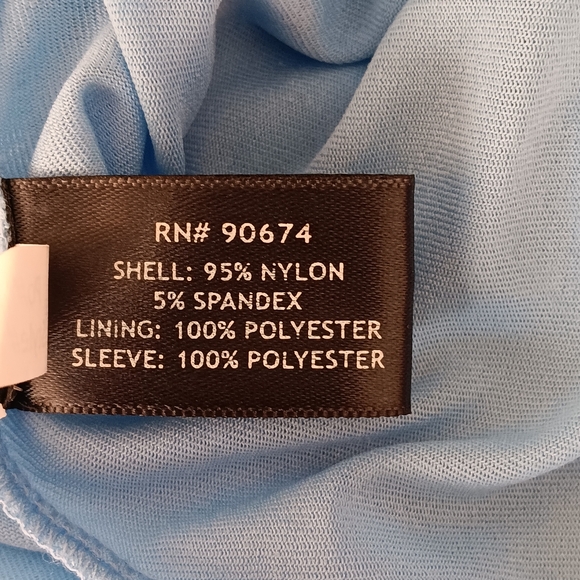 RN# 90674
SHELL: 95% NYLON
5% SPANDEX
LINING: 100% POLYESTER
SLEEVE: 100% POLYESTER